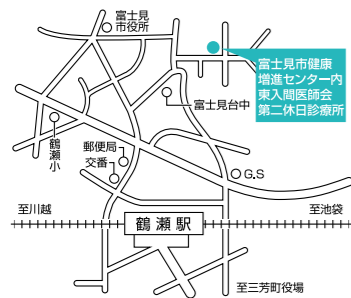 富士見
市役所
富士見市健康
増進センター内
東入間医師会
第二休日診療所
富士見台中
鶴瀬小
郵便局
交番
G.S
至川越
至池袋
鶴瀬駅
至三芳町役場